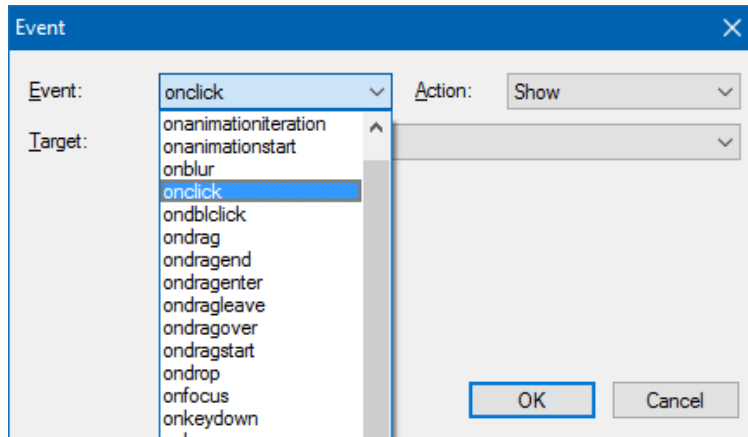 Event
Event: onclick Action: Show
Target:
onanimationiteration
onanimationstart
onblur
onclick
ondblclick
ondrag
ondragend
ondragenter
ondragleave
ondragover
ondragstart
ondrop
onfocus
onkeydown
OK Cancel